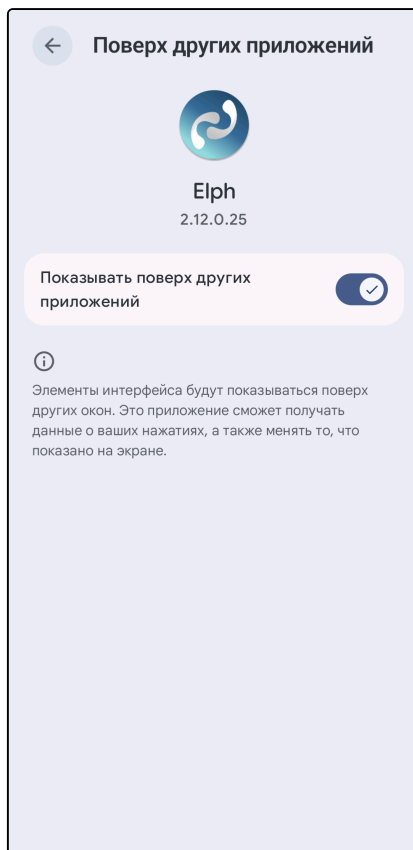 Поверх других приложений
Elph
2.12.0.25
Показывать поверх других
приложений
Элементы интерфейса будут показываться поверх
других окон. Это приложение сможет получать
данные о ваших нажатиях, а также менять то, что
показано на экране.